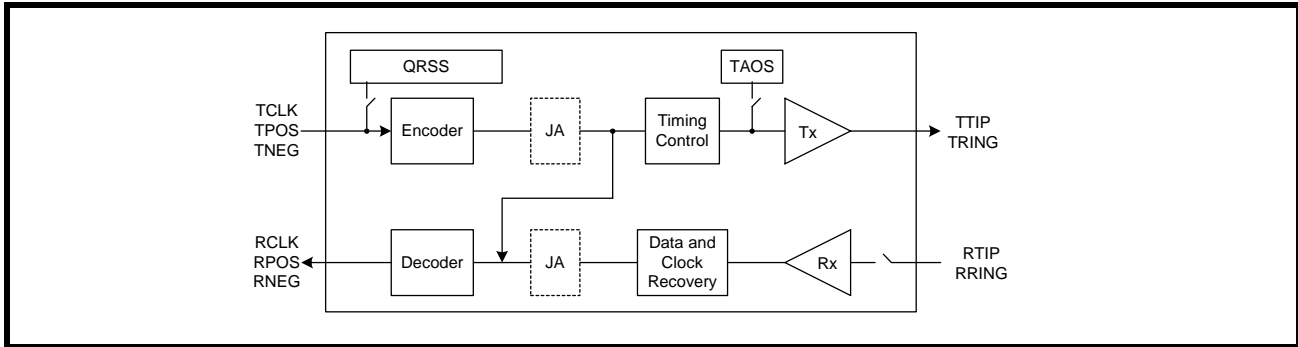 QRSS
TAOS
TCLK
TPOS
TNEG
Encoder
JA
Timing
Control
Tx
TTIP
TRING
RCLK
RPOS
RNEG
Decoder
JA
Data and
Clock
Recovery
Rx
RTIP
RRING